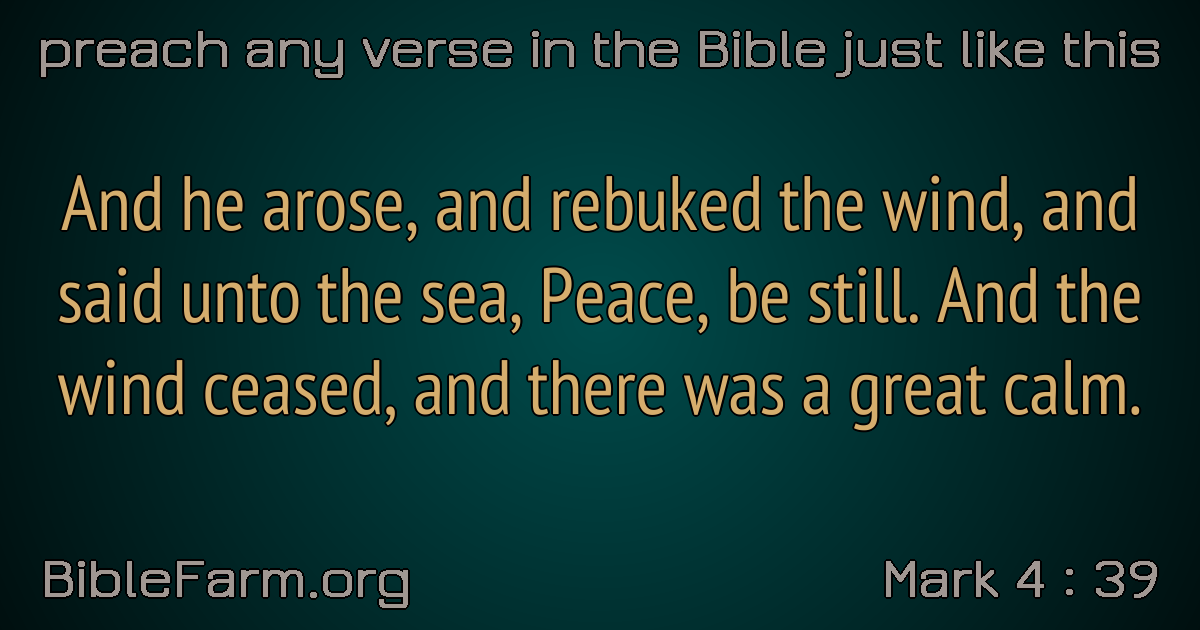 preach any verse in the Bible just like this
And he arose, and rebuked the wind, and
said unto the sea, Peace, be still. And the
wind ceased, and there was a great calm.
BibleFarm.org
Mark 4 : 39